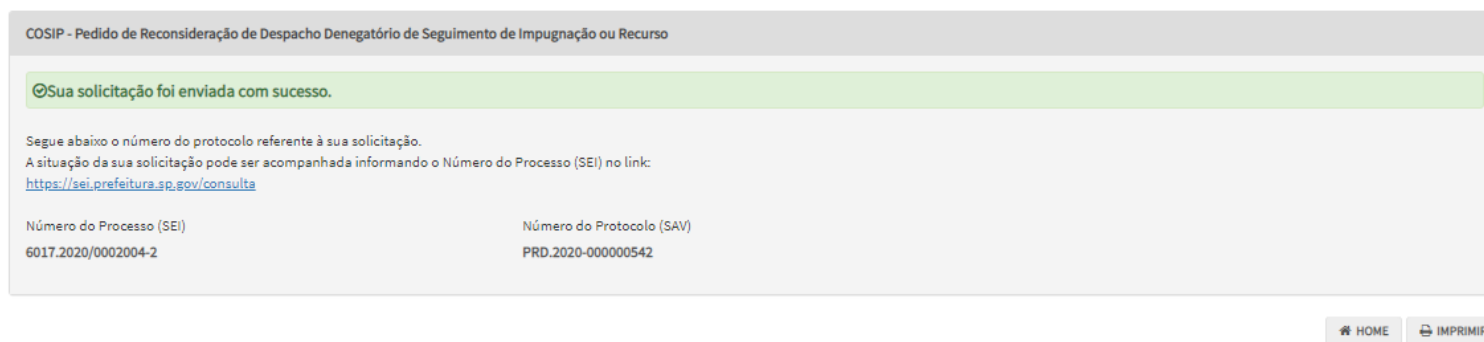 COSIP - Pedido de Reconsideração de Despacho Denegatório de Seguimento de Impugnação ou Recurso
Sua solicitação foi enviada com sucesso.
Segue abaixo o número do protocolo referente à sua solicitação.
A situação da sua solicitação pode ser acompanhada informando o Número do Processo (SEI) no link:
https://sei.prefeitura.sp.gov/consulta
Número do Processo (SEI) Número do Protocolo (SAV)
6017.2020/0002004-2 PRD.2020-000000542
HOME IMPRIMIR